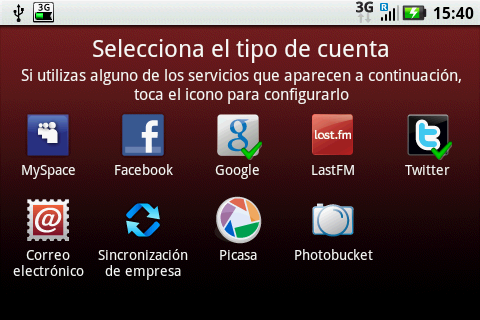 3G
3G
R
15:40
Selecciona el tipo de cuenta
Si utilizas alguno de los servicios que aparecen a continuación,
toca el icono para configurarlo
f
g
lost.fm
t
@
MySpace
Facebook
Google
LastFM
Twitter
Correo
electrónico
Sincronización
de empresa
Picasa
Photobucket